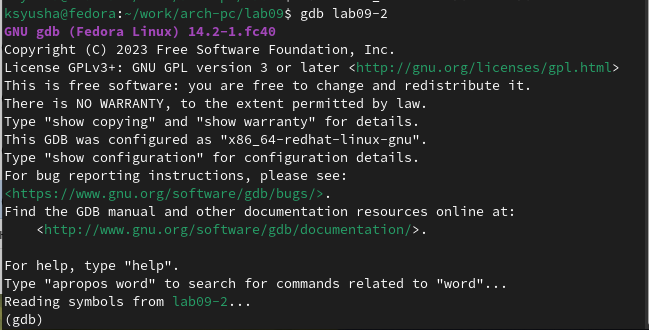 ksyusha@fedora:~/work/arch-pc/lab09$ gdb lab09-2
GNU gdb (Fedora Linux) 14.2-1.fc40
Copyright (C) 2023 Free Software Foundation, Inc.
License GPLv3+: GNU GPL version 3 or later <http://gnu.org/licenses/gpl.html>
This is free software: you are free to change and redistribute it.
There is NO WARRANTY, to the extent permitted by law.
Type "show copying" and "show warranty" for details.
This GDB was configured as "x86_64-redhat-linux-gnu".
Type "show configuration" for configuration details.
For bug reporting instructions, please see:
<https://www.gnu.org/software/gdb/bugs/>.
Find the GDB manual and other documentation resources online at:
    <http://www.gnu.org/software/gdb/documentation/>.

For help, type "help".
Type "apropos word" to search for commands related to "word"...
Reading symbols from lab09-2...
(gdb)